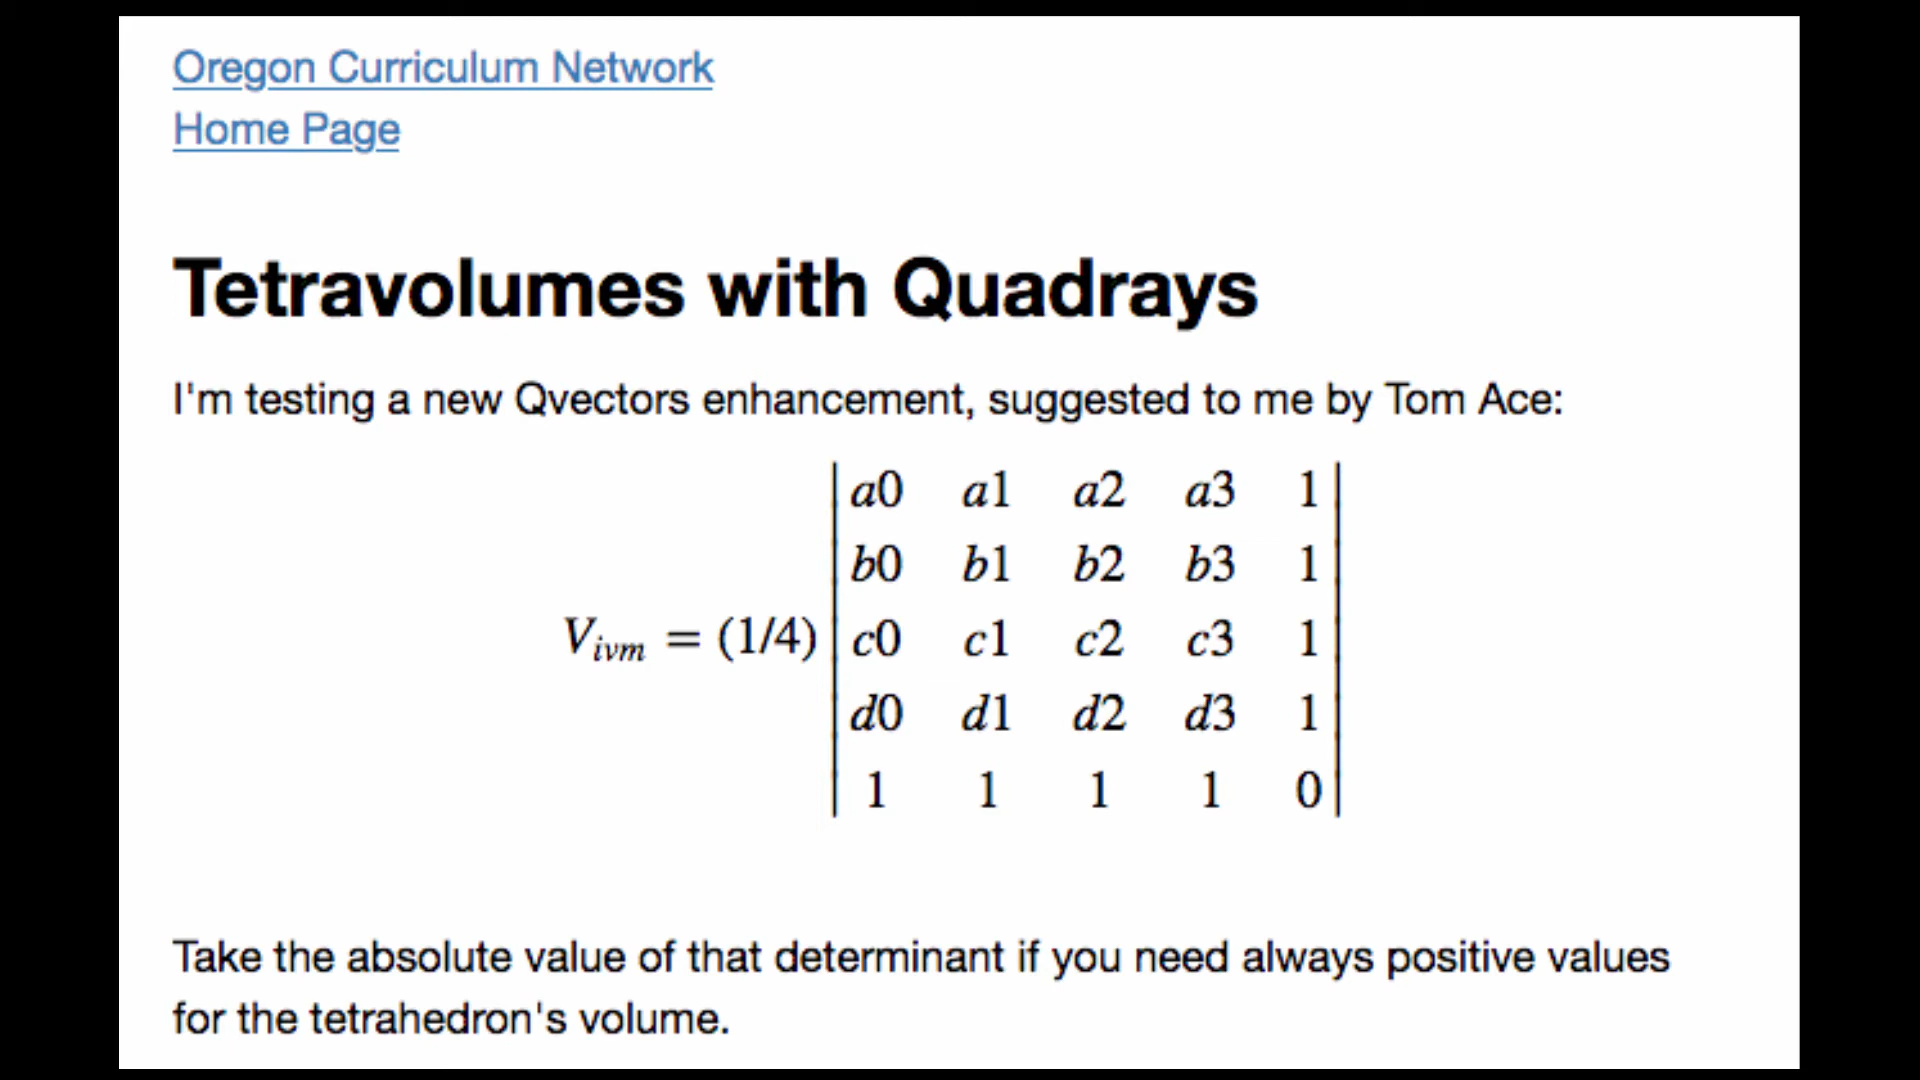 Oregon Curriculum Network
Home Page
Tetravolumes with Quadrays
I'm testing a new Qvectors enhancement, suggested to me by Tom Ace:
a0 a1 a2 a3 1
b0 b1 b2 b3 1
Vivm = (1/4) c0 c1 c2 c3 1
d0 d1 d2 d3 1
1 1 1 1 0
Take the absolute value of that determinant if you need always positive values
for the tetrahedron's volume.